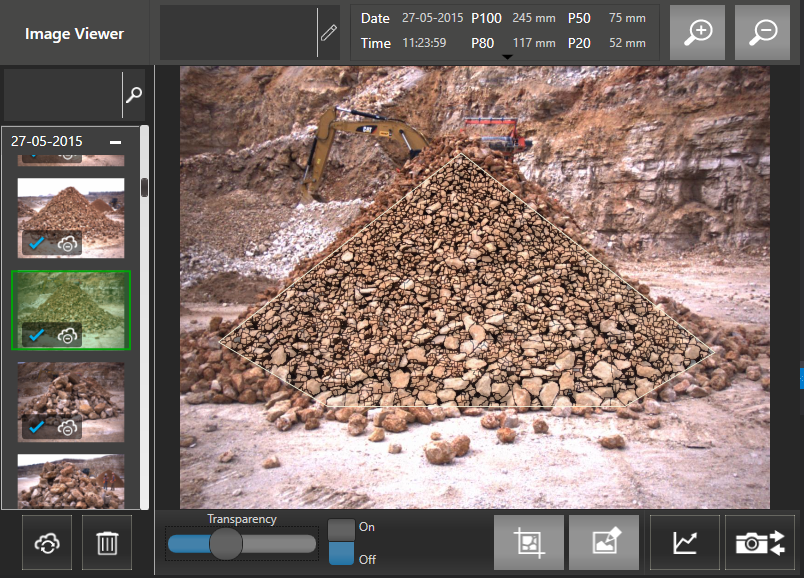 Image Viewer
Date 27-05-2015 P100 245 mm P50 75 mm
Time 11:23:59 P80 117 mm P20 52 mm
27-05-2015
CAT
Transparency
On
Off